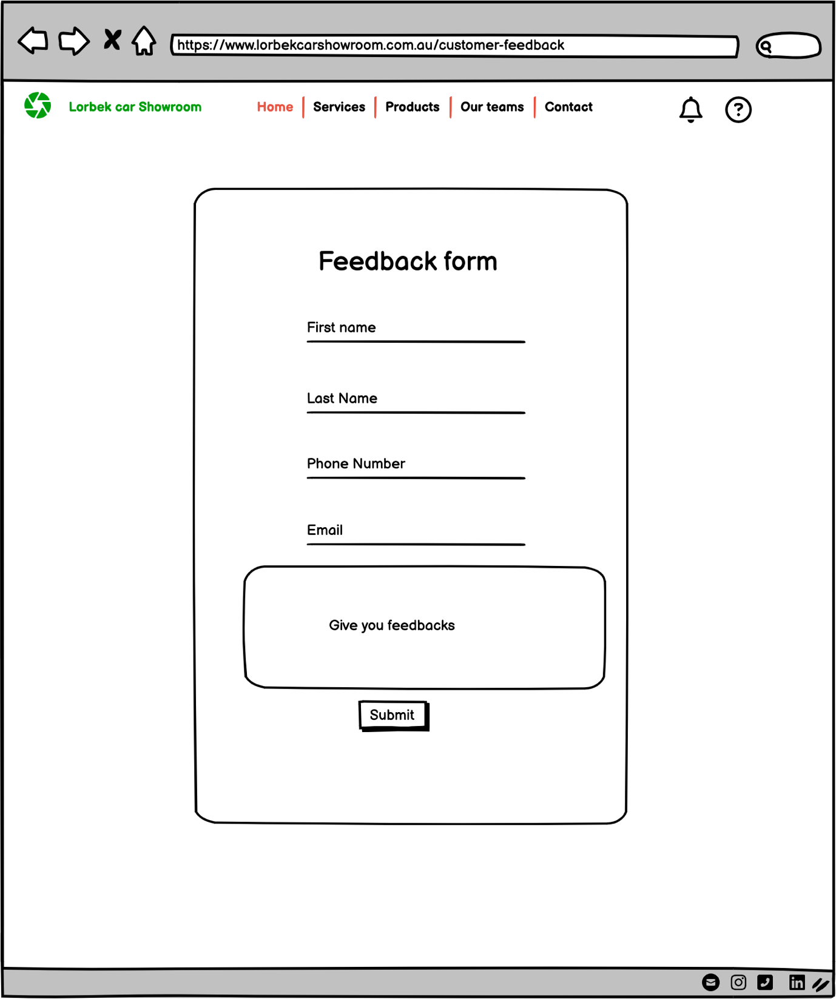 https://www.lorbekcarshowroom.com.au/customer-feedback
Lorbek car Showroom Home Services Products Our teams Contact
Feedback form
First name
Last Name
Phone Number
Email
Give you feedbacks
Submit